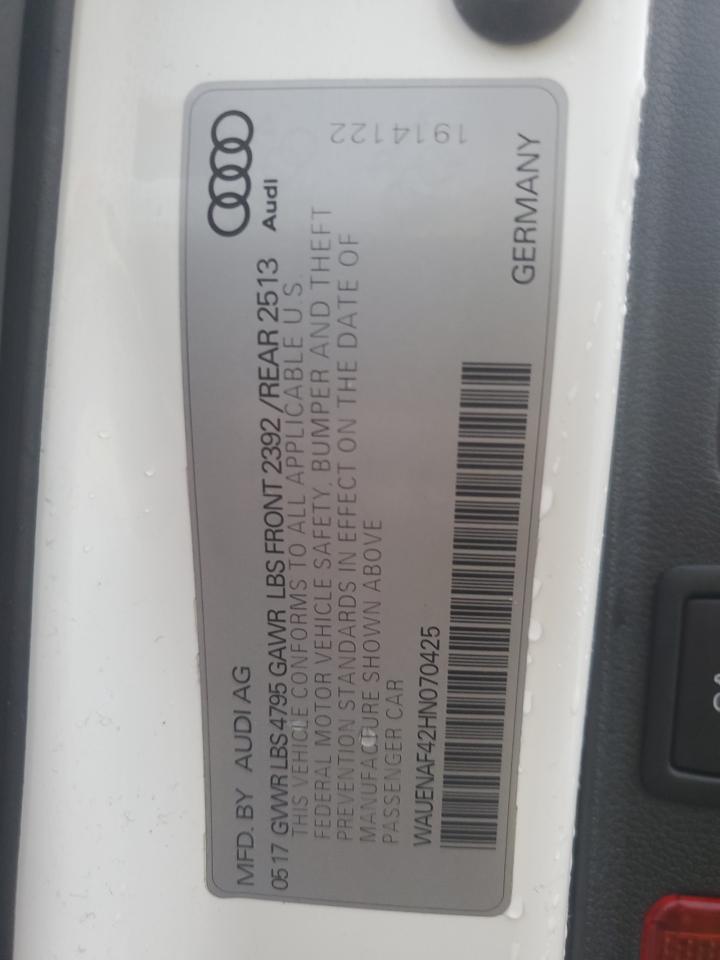 MFD. BY AUDI AG
Audi
0517 GVWR LBS 4795 GAWR LBS FRONT 2392 /REAR 2513
THIS VEHICLE CONFORMS TO ALL APPLICABLE U.S.
FEDERAL MOTOR VEHICLE SAFETY, BUMPER AND THEFT
PREVENTION STANDARDS IN EFFECT ON THE DATE OF
MANUFACTURE SHOWN ABOVE
PASSENGER CAR
1914122
WAUENAF42HN070425
GERMANY